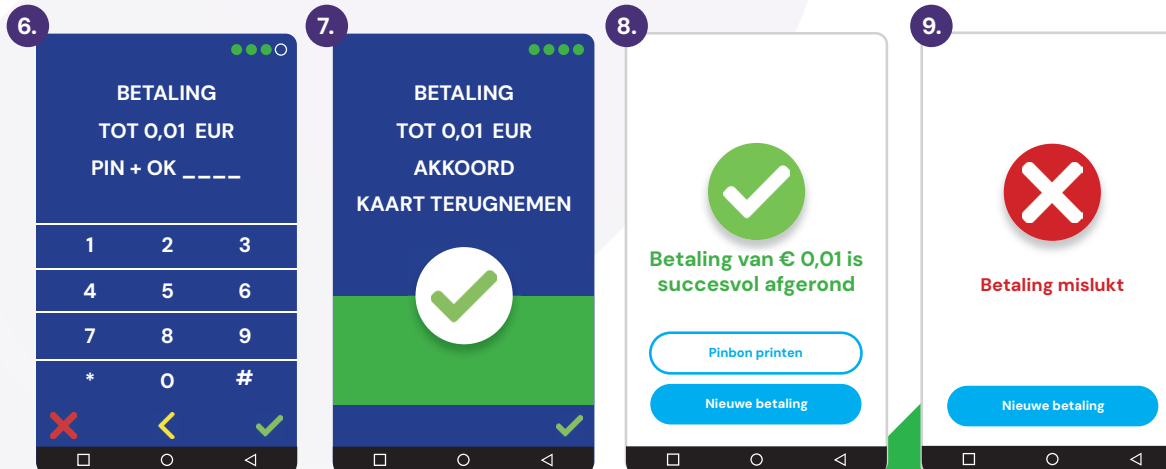 6.
BETALING
TOT 0,01 EUR
PIN + OK ____
1 2 3
4 5 6
7 8 9
* 0 #
7.
BETALING
TOT 0,01 EUR
AKKOORD
KAART TERUGNEMEN
8.
Betaling van € 0,01 is
succesvol afgerond
Pinbon printen
Nieuwe betaling
9.
Betaling mislukt
Nieuwe betaling